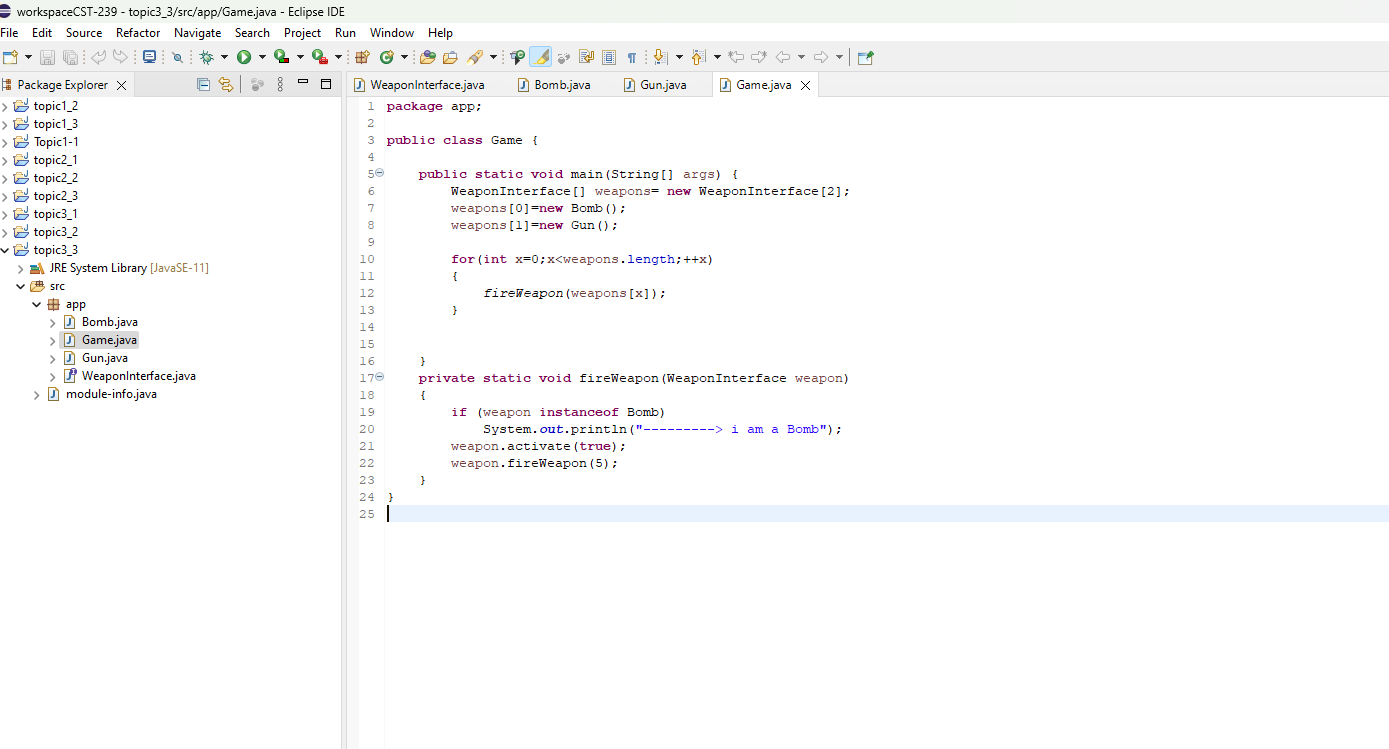 workspaceCST-239 - topic3_3/src/app/Game.java - Eclipse IDE
File Edit Source Refactor Navigate Search Project Run Window Help
Package Explorer
topic1_2
topic1_3
Topic1-1
topic2_1
topic2_2
topic2_3
topic3_1
topic3_2
topic3_3
JRE System Library [JavaSE-11]
src
app
Bomb.java
Game.java
Gun.java
WeaponInterface.java
module-info.java
WeaponInterface.java Bomb.java Gun.java Game.java
1 package app;
2
3 public class Game {
4
5     public static void main(String[] args) {
6         WeaponInterface[] weapons= new WeaponInterface[2];
7         weapons[0]=new Bomb();
8         weapons[1]=new Gun();
9
10         for(int x=0;x<weapons.length;++x)
11         {
12             fireWeapon(weapons[x]);
13         }
14
15
16     }
17     private static void fireWeapon(WeaponInterface weapon)
18     {
19         if (weapon instanceof Bomb)
20             System.out.println("---------> i am a Bomb");
21         weapon.activate(true);
22         weapon.fireWeapon(5);
23     }
24 }
25